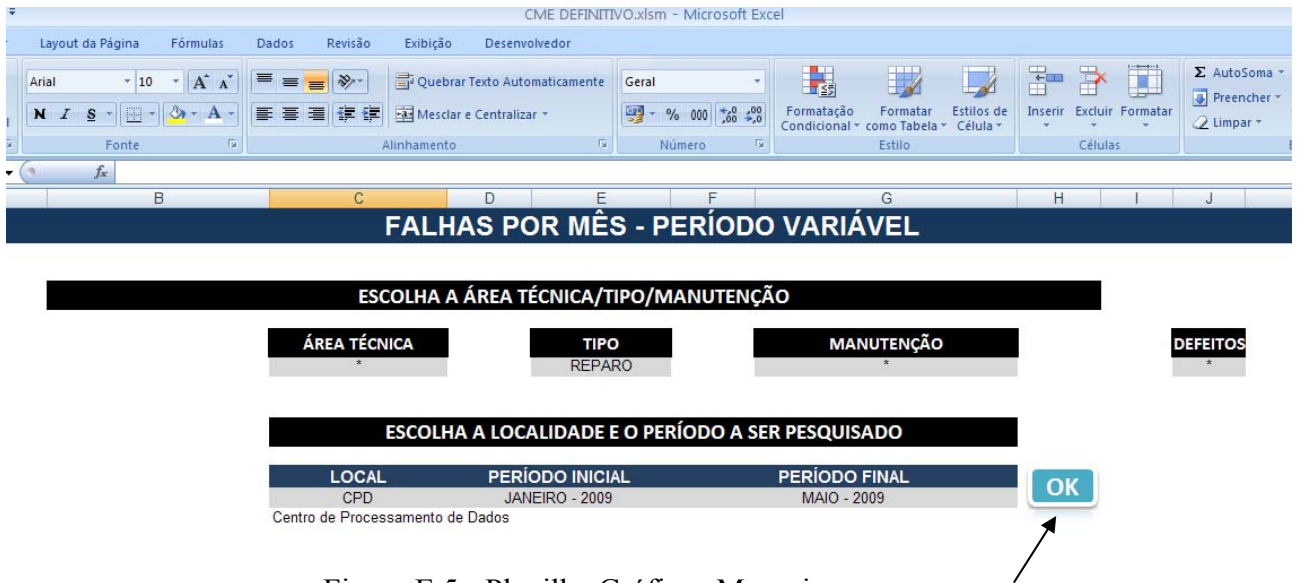 CME DEFINITIVO.xlsm - Microsoft Excel
Layout da Página Fórmulas Dados Revisão Exibição Desenvolvedor
Arial 10 A A Quebrar Texto Automaticamente Geral Σ AutoSoma
Preencher
N I S A Mesclar e Centralizar % 000 ,0 ,00 ,00 ,0 Formatação Condicional Formatar como Tabela Estilos de Célula Inserir Excluir Formatar Limpar
Fonte Alinhamento Número Estilo Células
fx
B C D E F G H I J
FALHAS POR MÊS - PERÍODO VARIÁVEL
ESCOLHA A ÁREA TÉCNICA/TIPO/MANUTENÇÃO
ÁREA TÉCNICA TIPO MANUTENÇÃO DEFEITOS
* REPARO * *
ESCOLHA A LOCALIDADE E O PERÍODO A SER PESQUISADO
LOCAL PERÍODO INICIAL PERÍODO FINAL
CPD JANEIRO - 2009 MAIO - 2009 OK
Centro de Processamento de Dados